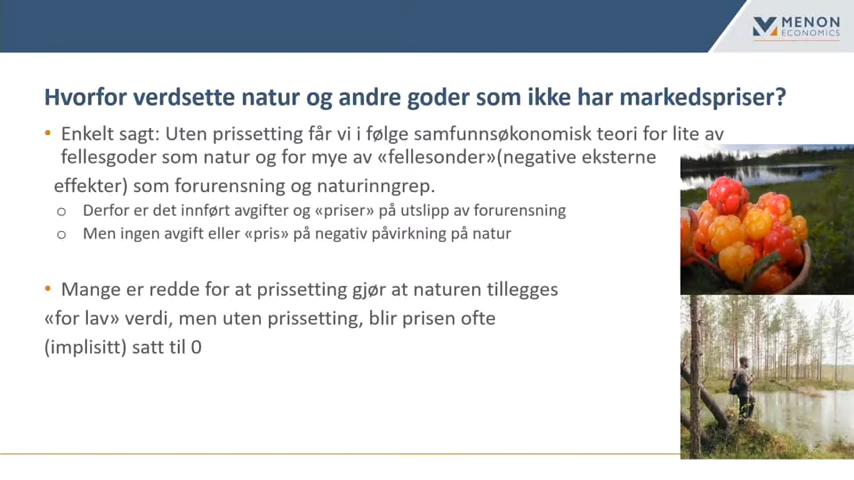 MENON
ECONOMICS
Hvorfor verdsette natur og andre goder som ikke har markedspriser?
• Enkelt sagt: Uten prissetting får vi i følge samfunnsøkonomisk teori for lite av
fellesgoder som natur og for mye av «fellesonder»(negative eksterne
effekter) som forurensning og naturinngrep.
o Derfor er det innført avgifter og «priser» på utslipp av forurensning
o Men ingen avgift eller «pris» på negativ påvirkning på natur
• Mange er redde for at prissetting gjør at naturen tillegges
«for lav» verdi, men uten prissetting, blir prisen ofte
(implisitt) satt til 0